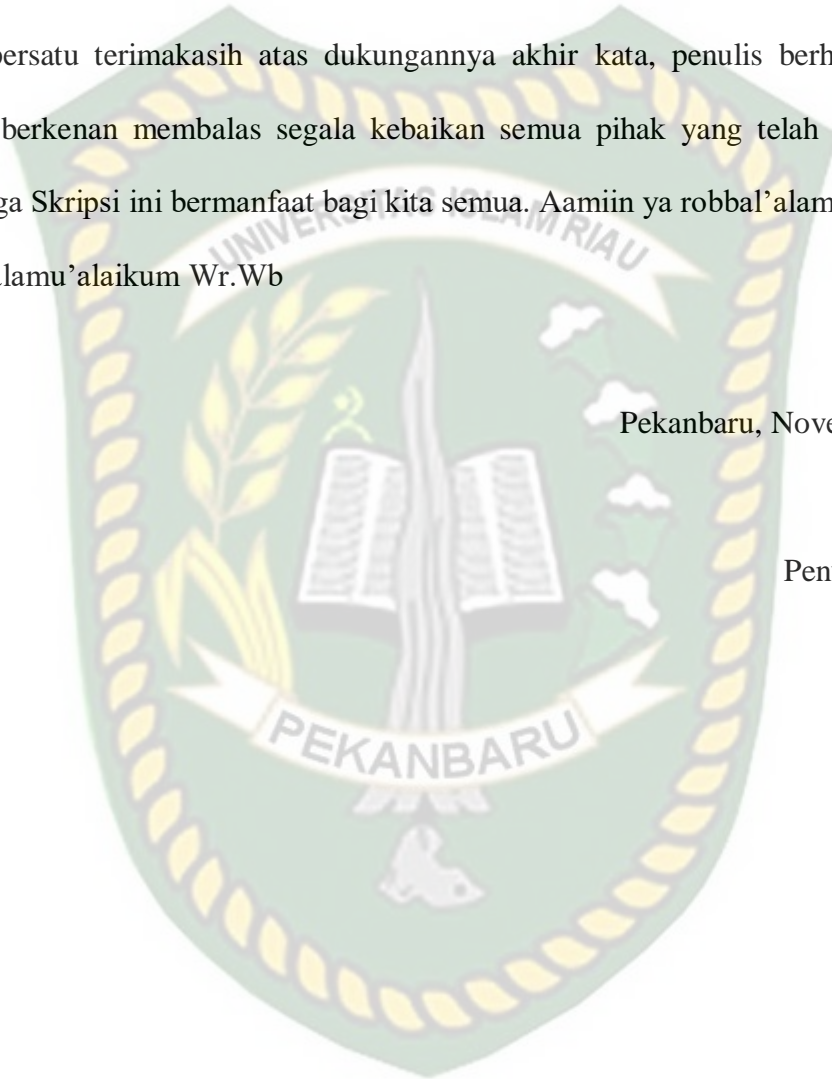 bersatu terimakasih atas dukungannya akhir kata, penulis berh
berkenan membalas segala kebaikan semua pihak yang telah
ga Skripsi ini bermanfaat bagi kita semua. Aamiin ya robbal’alam
UNIVERSITAS ISLAM RIAU
alamu’alaikum Wr.Wb
Pekanbaru, Nove
Pen
PEKANBARU